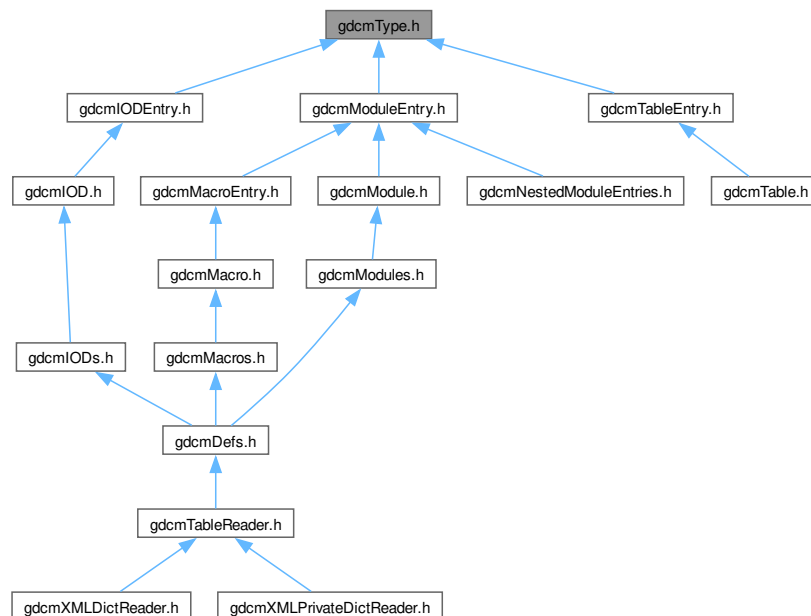 gdcmType.h
gdcmIODEntry.h
gdcmModuleEntry.h
gdcmTableEntry.h
gdcmIOD.h
gdcmMacroEntry.h
gdcmModule.h
gdcmNestedModuleEntries.h
gdcmTable.h
gdcmMacro.h
gdcmModules.h
gdcmIODs.h
gdcmMacros.h
gdcmDefs.h
gdcmTableReader.h
gdcmXMLDictReader.h
gdcmXMLPrivateDictReader.h